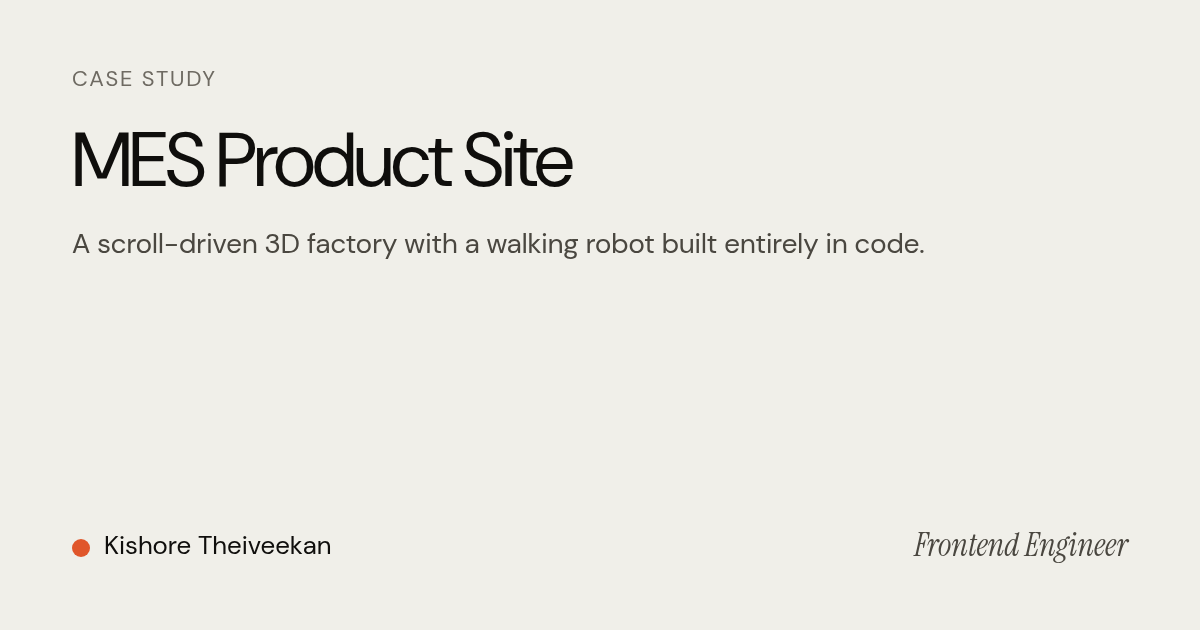 CASE STUDY
MES Product Site
A scroll-driven 3D factory with a walking robot built entirely in code.
Kishore Theiveekan
Frontend Engineer